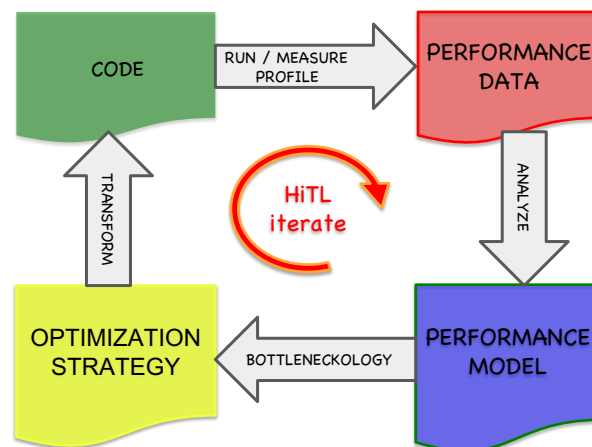 CODE
RUN / MEASURE
PROFILE
PERFORMANCE
DATA
ANALYZE
HiTL
iterate
TRANSFORM
OPTIMIZATION
STRATEGY
BOTTLENECKOLOGY
PERFORMANCE
MODEL